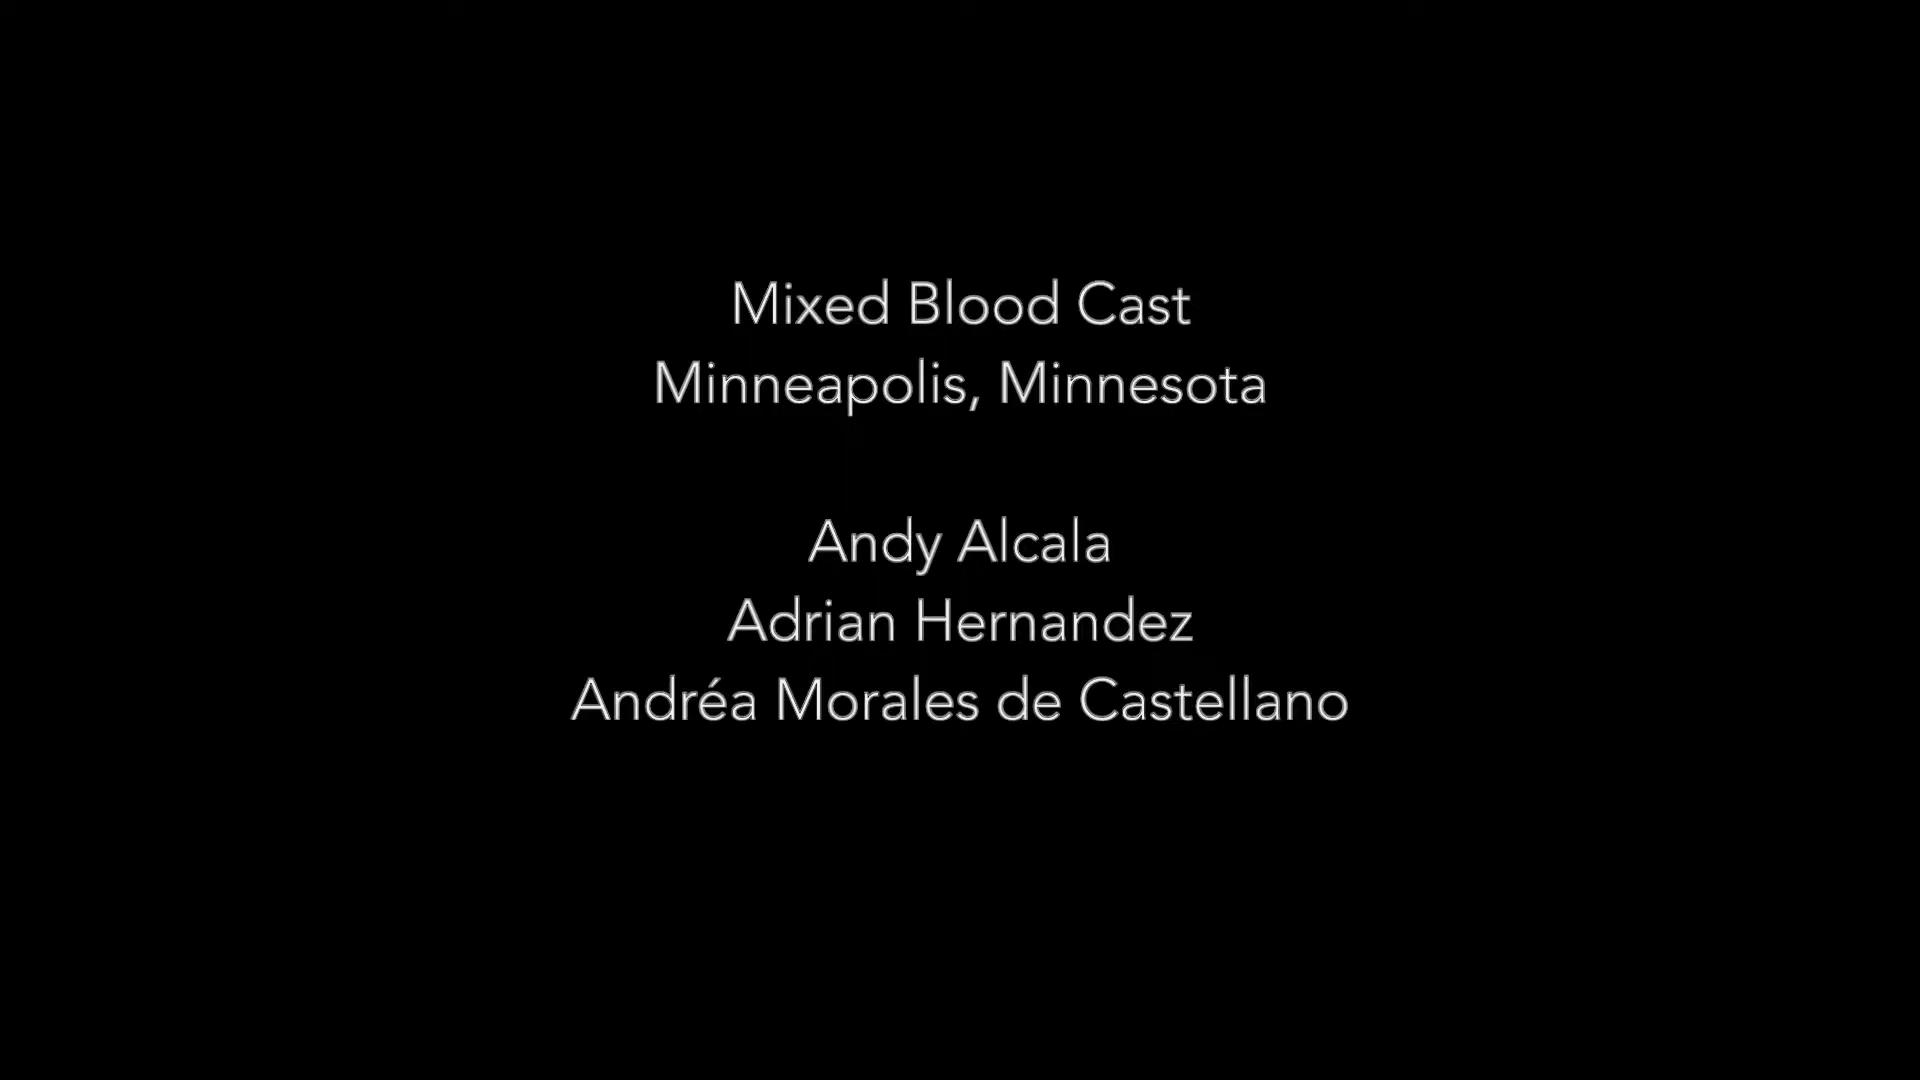 Mixed Blood Cast
Minneapolis, Minnesota
Andy Alcala
Adrian Hernandez
Andréa Morales de Castellano